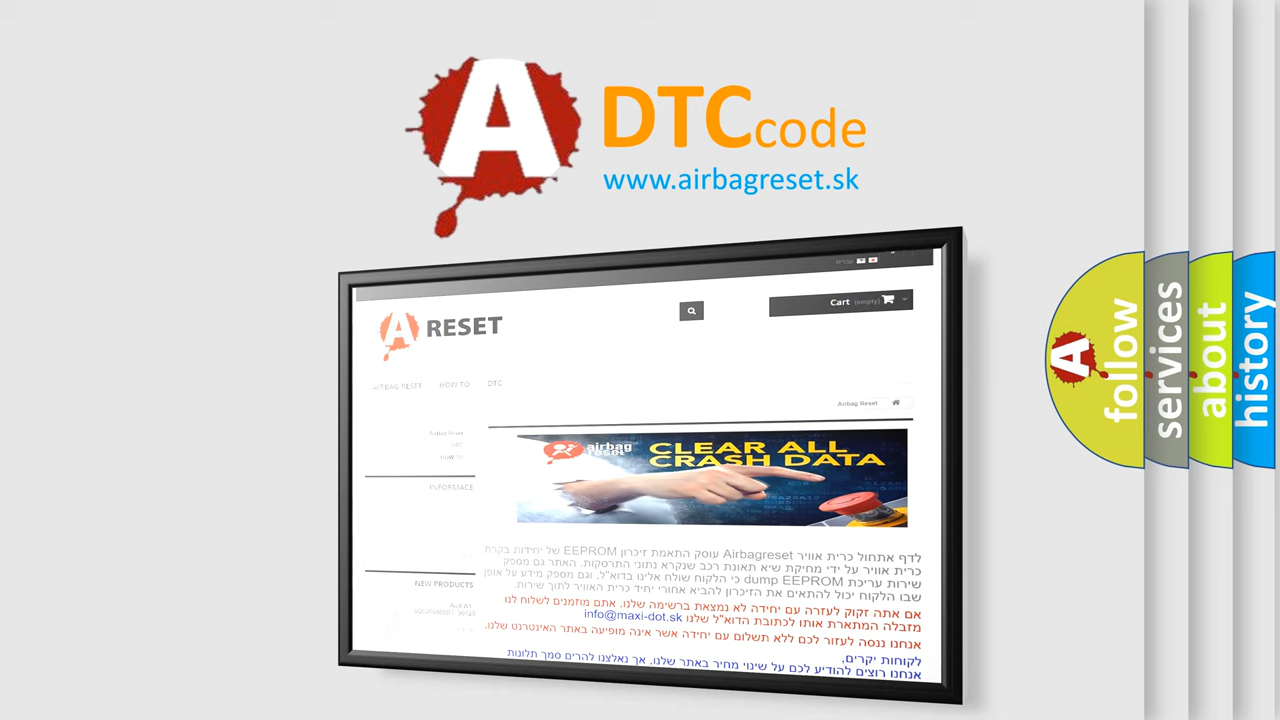 A
DTCcode
www.airbagreset.sk
עברית
Cart (empty)
A RESET
AIRBAG RESET HOW TO DTC
Airbag Reset
Airbag Reset
HOW TO
INFORMACE
airbag
reset
CLEAR ALL
CRASH DATA
לדף אתחול כרית אוויר Airbagreset עוסק התאמת זיכרון EEPROM של יחידות בקרת
כרית אוויר על ידי מחיקת שיא תאונת רכב שנקרא נתוני התרסקות. האתר גם מספק
שירות עריכת EEPROM dump כי הלקוח שולח אלינו בדוא"ל, וגם מספק מידע על אופן
שבו הלקוח יכול להתאים את הזיכרון להביא אחורי יחיד כרית האוויר לתוך שירות.
אם אתה זקוק לעזרה עם יחידה לא נמצאת ברשימה שלנו, אתם מוזמנים לשלוח לנו
מזבלה המתארת אותו לכתובת הדוא"ל שלנו info@maxi-dot.sk
אנחנו ננסה לעזור לכם ללא תשלום עם יחידה אשר אינה מופיעה באתר האינטרנט שלנו.
לקוחות יקרים,
אנחנו רוצים להודיע לכם על שינוי מחיר באתר שלנו, אך נאלצנו להרים סמך תלונות
NEW PRODUCTS
A
follow
services
about
history